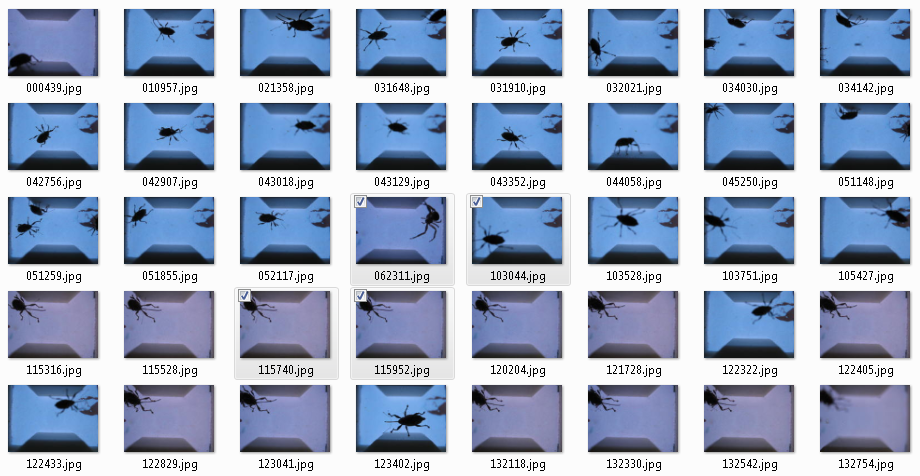 000439.jpg 010957.jpg 021358.jpg 031648.jpg 031910.jpg 032021.jpg 034030.jpg 034142.jpg
042756.jpg 042907.jpg 043018.jpg 043129.jpg 043352.jpg 044058.jpg 045250.jpg 051148.jpg
051259.jpg 051855.jpg 052117.jpg 062311.jpg 103044.jpg 103528.jpg 103751.jpg 105427.jpg
115316.jpg 115528.jpg 115740.jpg 115952.jpg 120204.jpg 121728.jpg 122322.jpg 122405.jpg
122433.jpg 122829.jpg 123041.jpg 123402.jpg 132118.jpg 132330.jpg 132542.jpg 132754.jpg